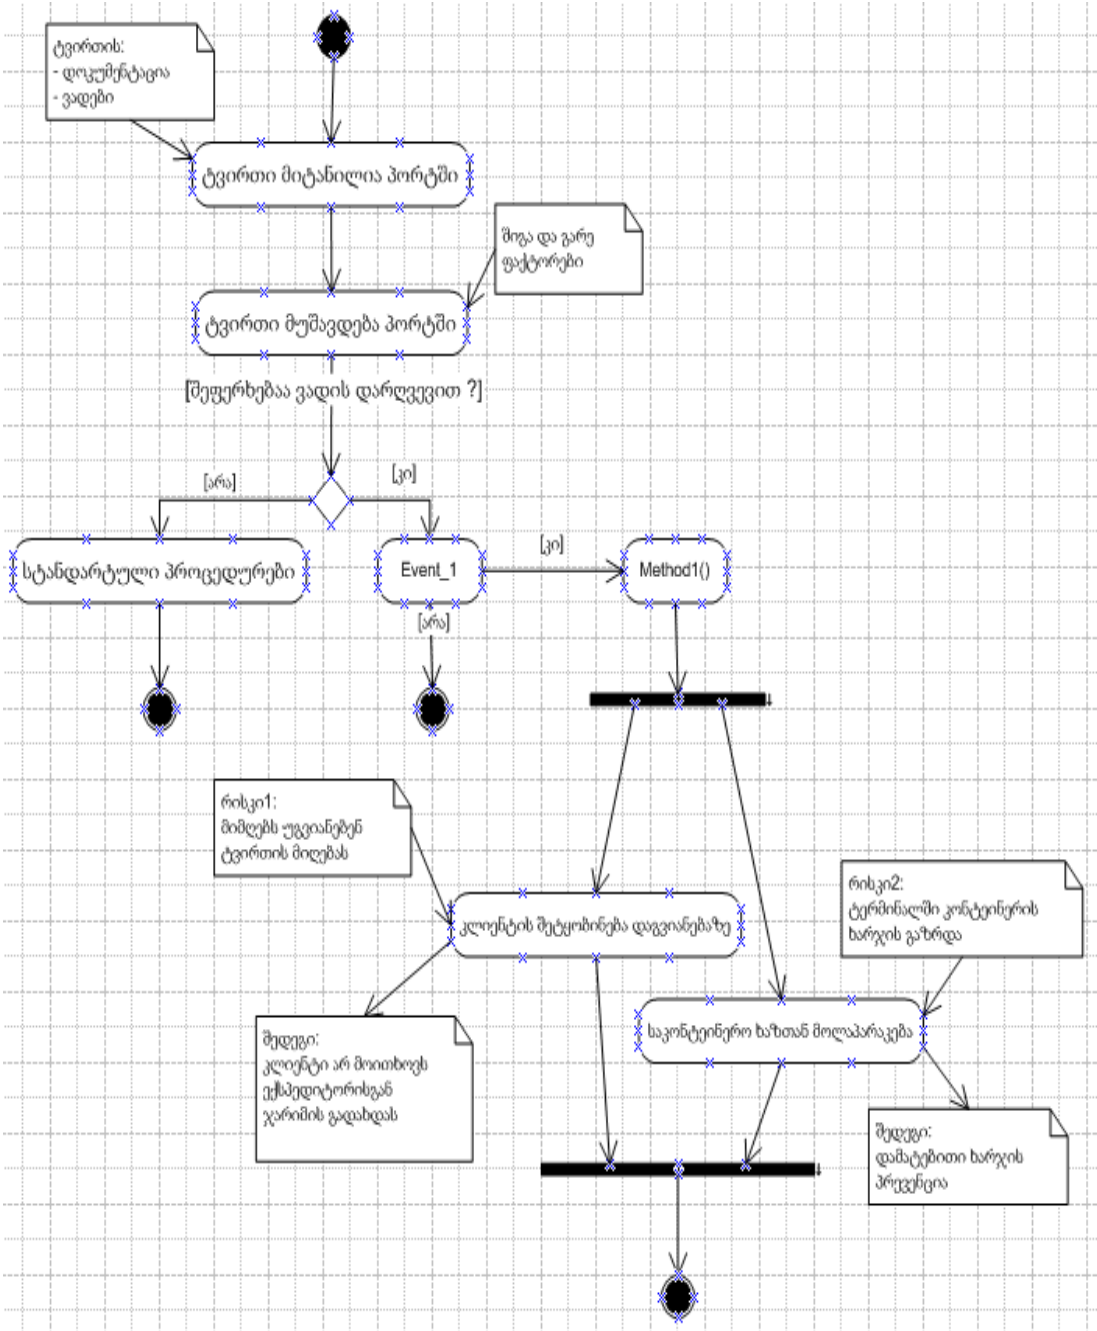 ტვირთის:
- დოკუმენტაცია
- ვადები
ტვირთი მიტანილია პორტში
შიგა და გარე
ფაქტორები
ტვირთი მუშავდება პორტში
[შეფერხებაა ვადის დარღვევით ?]
[არა]
[კი]
სტანდარტული პროცედურები
Event_1
[კი]
Method1()
[არა]
რისკი1:
მიმღებს უგვიანებენ
ტვირთის მიღებას
რისკი2:
ტერმინალში კონტეინერის
ხარჯის გაზრდა
კლიენტის შეტყობინება დაგვიანებაზე
შედეგი:
კლიენტი არ მოითხოვს
ექსპედიტორისგან
ჯარიმის გადახდას
საკონტეინერო ხაზთან მოლაპარაკება
შედეგი:
დამატებითი ხარჯის
პრევენცია